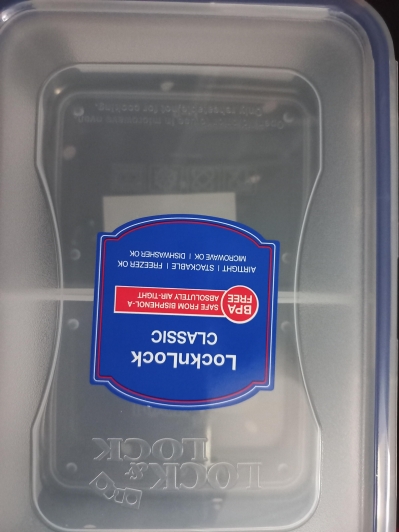 LocknLock
CLASSIC
BPA
FREE
SAFE FROM BISPHENOL-A
ABSOLUTELY AIR-TIGHT
AIRTIGHT | STACKABLE | FREEZER OK
MICROWAVE OK | DISHWASHER OK
LOCK
LOCK